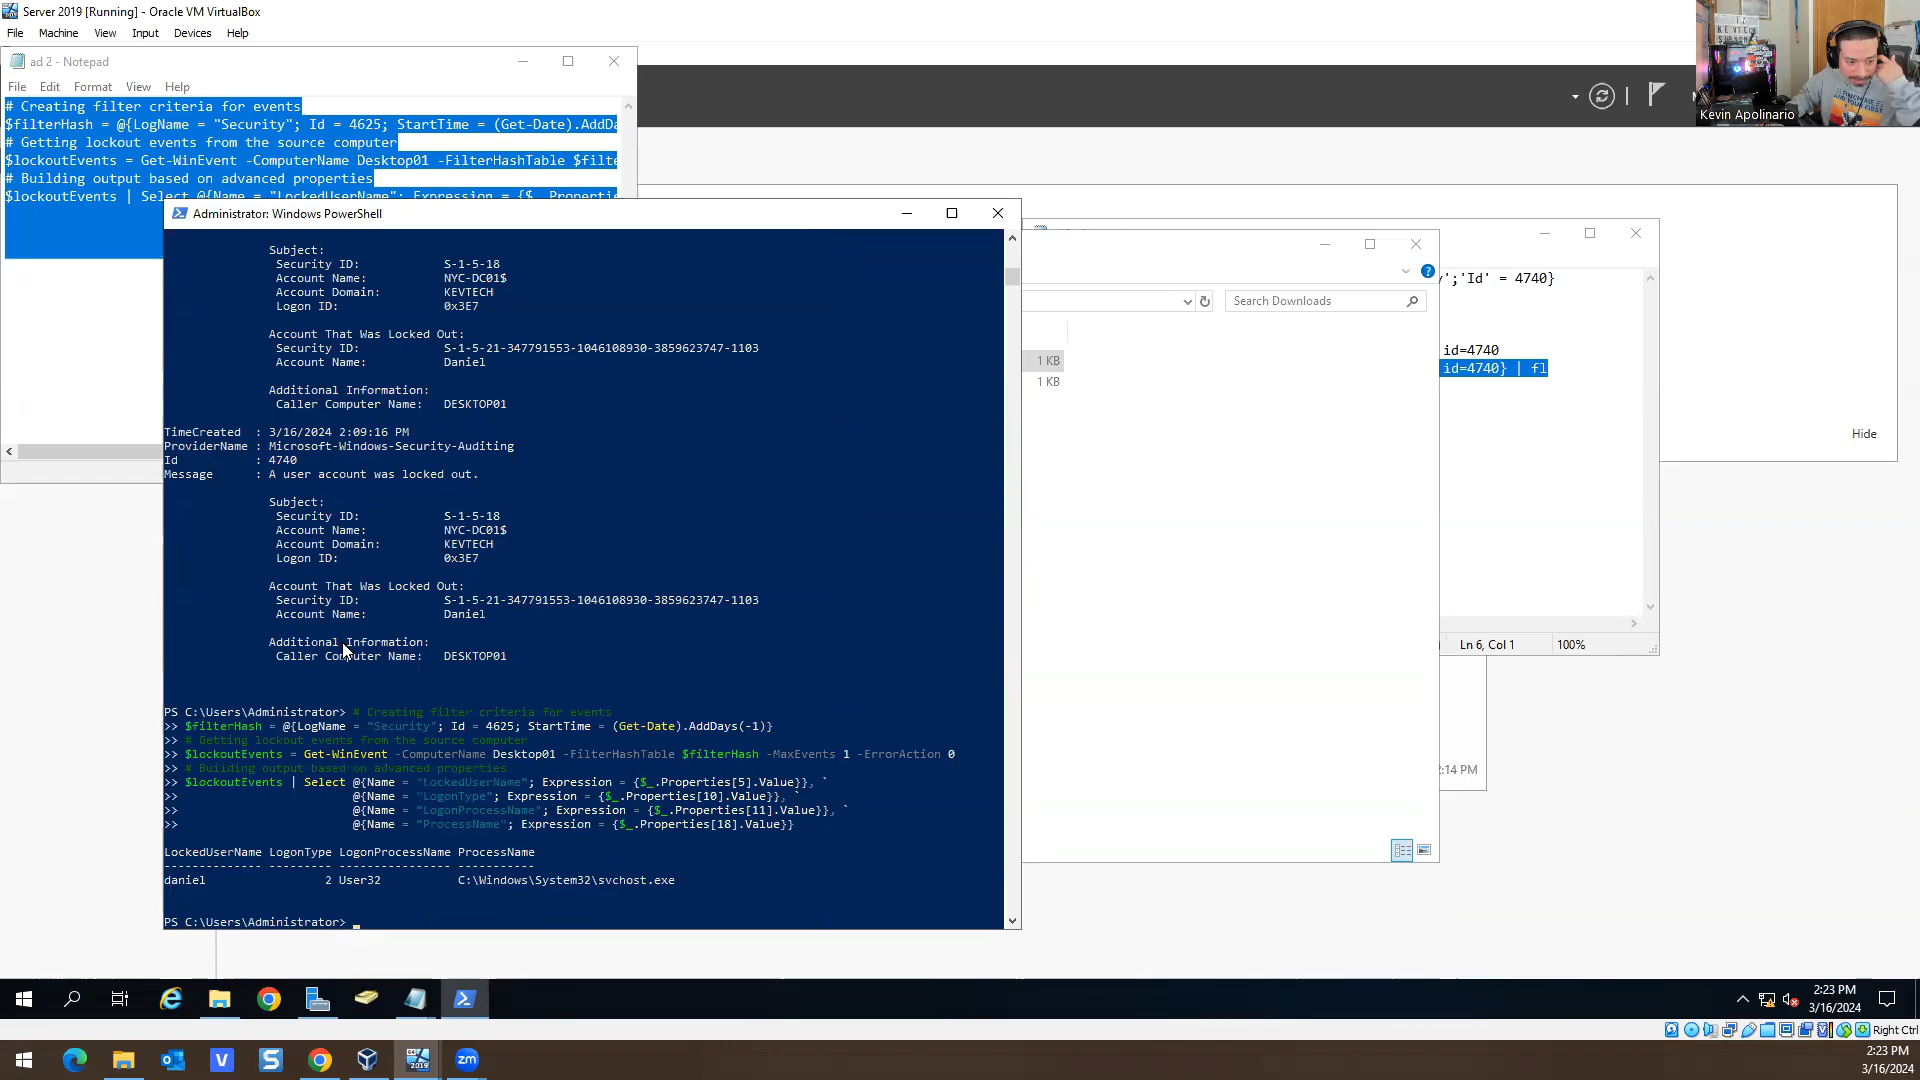 Server 2019 [Running] - Oracle VM VirtualBox
File Machine View Input Devices Help
Kevin Apolinario
ad 2 - Notepad
File Edit Format View Help
# Creating filter criteria for events
$filterHash = @{LogName = "Security"; Id = 4625; StartTime = (Get-Date).AddDa
# Getting lockout events from the source computer
$lockoutEvents = Get-WinEvent -ComputerName Desktop01 -FilterHashTable $filte
# Building output based on advanced properties
$lockoutEvents | Select @{Name = "LockedUserName"; Expression = {$_.Propertie
Administrator: Windows PowerShell
Subject:
Security ID: S-1-5-18
Account Name: NYC-DC01$
Account Domain: KEVTECH
Logon ID: 0x3E7
Account That Was Locked Out:
Security ID: S-1-5-21-347791553-1046108930-3859623747-1103
Account Name: Daniel
Additional Information:
Caller Computer Name: DESKTOP01
TimeCreated : 3/16/2024 2:09:16 PM
ProviderName : Microsoft-Windows-Security-Auditing
Id : 4740
Message : A user account was locked out.
Subject:
Security ID: S-1-5-18
Account Name: NYC-DC01$
Account Domain: KEVTECH
Logon ID: 0x3E7
Account That Was Locked Out:
Security ID: S-1-5-21-347791553-1046108930-3859623747-1103
Account Name: Daniel
Additional Information:
Caller Computer Name: DESKTOP01
PS C:\Users\Administrator> # Creating filter criteria for events
>> $filterHash = @{LogName = "Security"; Id = 4625; StartTime = (Get-Date).AddDays(-1)}
>> # Getting lockout events from the source computer
>> $lockoutEvents = Get-WinEvent -ComputerName Desktop01 -FilterHashTable $filterHash -MaxEvents 1 -ErrorAction 0
>> # Building output based on advanced properties
>> $lockoutEvents | Select @{Name = "LockedUserName"; Expression = {$_.Properties[5].Value}}, `
>> @{Name = "LogonType"; Expression = {$_.Properties[10].Value}}, `
>> @{Name = "LogonProcessName"; Expression = {$_.Properties[11].Value}}, `
>> @{Name = "ProcessName"; Expression = {$_.Properties[18].Value}}
LockedUserName LogonType LogonProcessName ProcessName
-------------- --------- ---------------- -----------
daniel 2 User32 C:\Windows\System32\svchost.exe
PS C:\Users\Administrator> _
Search Downloads
1 KB
1 KB
y';'Id' = 4740}
id=4740
id=4740} | fl
Hide
Ln 6, Col 1 100%
2:14 PM
2:23 PM
3/16/2024
Right Ctrl
2019
zm
2:23 PM
3/16/2024